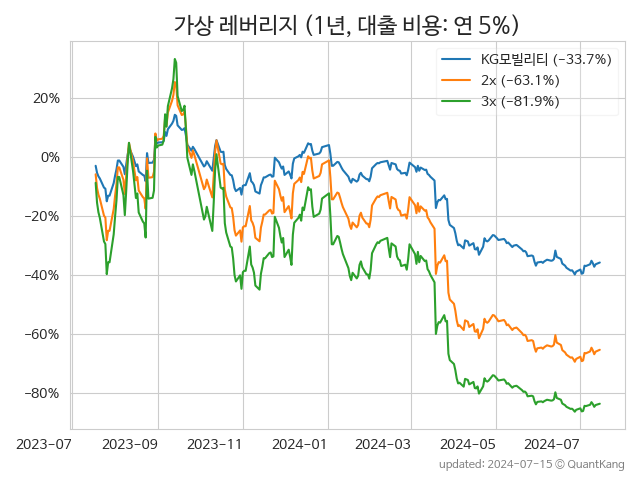 가상 레버리지 (1년, 대출 비용: 연 5%)
KG모빌리티 (−33.7%)
2x (−63.1%)
3x (−81.9%)
20%
0%
−20%
−40%
−60%
−80%
2023-07 2023-09 2023-11 2024-01 2024-03 2024-05 2024-07
updated: 2024-07-15 © QuantKang